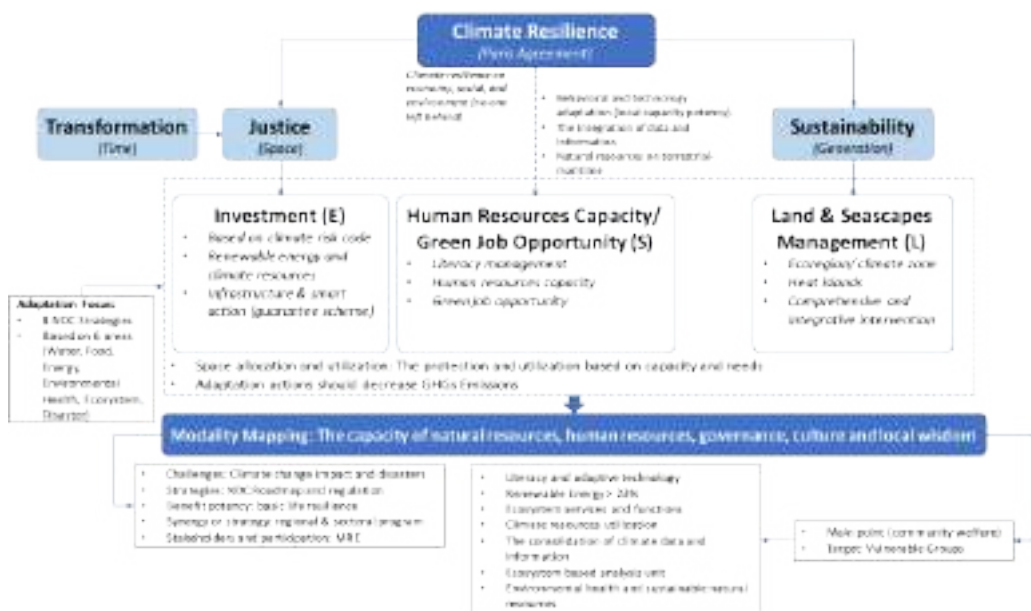 Climate Resilience
(Paris Agreement)
Climate resilience on
economy, social, and
environment (no one
left behind)
• Behavioral and technology
adaptation (local capacity potency)
• The integration of data and
information
• Natural resources on terrestrial-
maritime
Transformation
(Time)
Justice
(Space)
Sustainability
(Generation)
Investment (E)
• Based on climate risk code
• Renewable energy and
climate resources
• Infrastructure & smart
action (guarantee scheme)
Human Resources Capacity/
Green Job Opportunity (S)
• Literacy management
• Human resources capacity
• Green job opportunity
Land & Seascapes
Management (L)
• Ecoregion/climate zone
• Heat Islands
• Comprehensive and
integrative intervention
Adaptation Focus:
• NDC Strategies
• Based on 6 areas
(Water, Food,
Energy,
Environmental
Health, Ecosystem,
Disaster)
• Space allocation and utilization: The protection and utilization based on capacity and needs
• Adaptation actions should decrease GHGs Emissions
Modality Mapping: The capacity of natural resources, human resources, governance, culture and local wisdom
• Challenges: Climate change impact and disasters
• Strategies: NDC Roadmap and regulation
• Benefit potency: basic life resilience
• Synergy or strategy: regional & sectoral program
• Stakeholders and participation:
• Literacy and adaptive technology
• Renewable Energy > 23%
• Ecosystem services and functions
• Climate resources utilization
• The consolidation of climate data and
information
• Ecosystem based analysis unit
• Environmental health and sustainable natural
resources
• Main point (community welfare)
• Target Vulnerable Groups